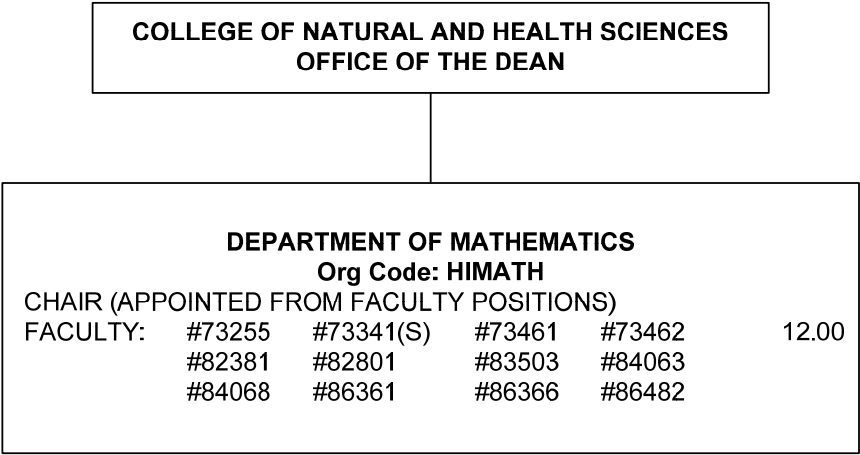 COLLEGE OF NATURAL AND HEALTH SCIENCES
OFFICE OF THE DEAN
DEPARTMENT OF MATHEMATICS
Org Code: HIMATH
CHAIR (APPOINTED FROM FACULTY POSITIONS)
FACULTY: #73255 #73341(S) #73461 #73462 12.00
#82381 #82801 #83503 #84063
#84068 #86361 #86366 #86482